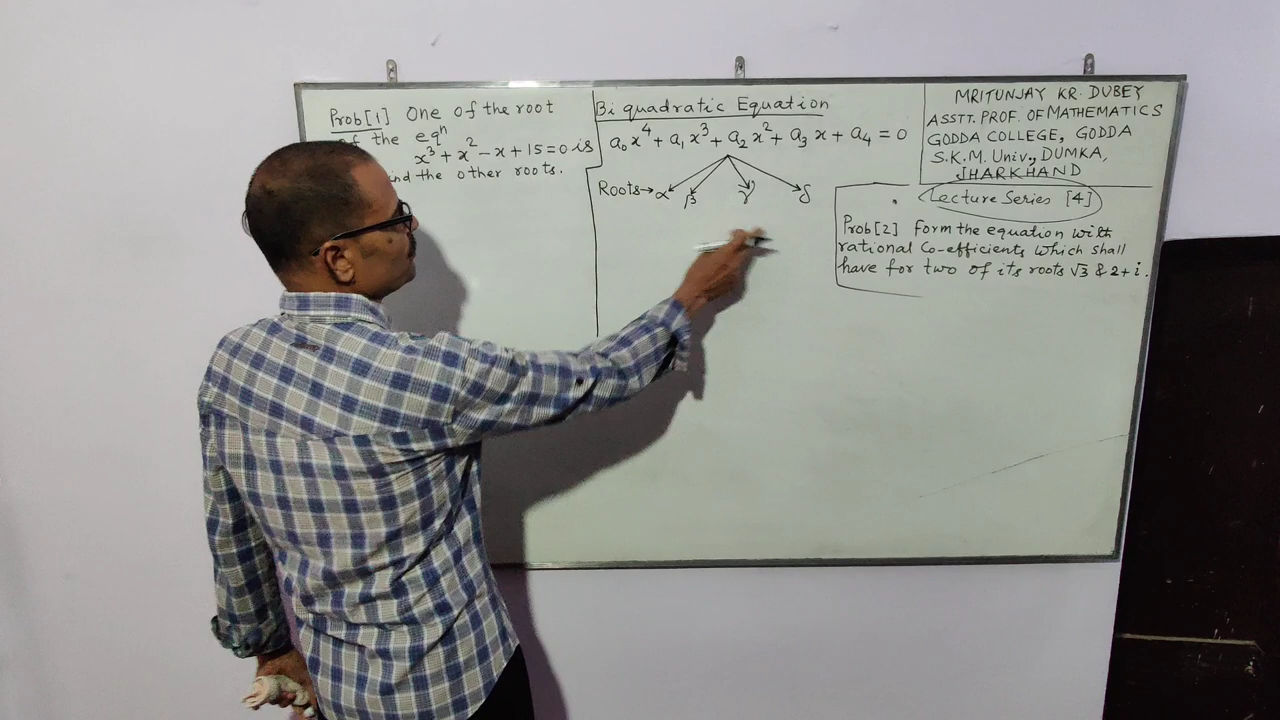 Prob[1] One of the root
of the eqⁿ
x³ + x² - x + 15 = 0 is
the other roots.
Bi quadratic Equation
a₀x⁴ + a₁x³ + a₂x² + a₃x + a₄ = 0
Roots → α β γ δ
MRITUNJAY KR. DUBEY
ASSTT. PROF. OF MATHEMATICS
GODDA COLLEGE, GODDA
S.K.M. Univ., DUMKA,
JHARKHAND
Lecture Series [4]
Prob[2] Form the equation with
rational Co-efficients which shall
have for two of its roots √3 & 2+i.